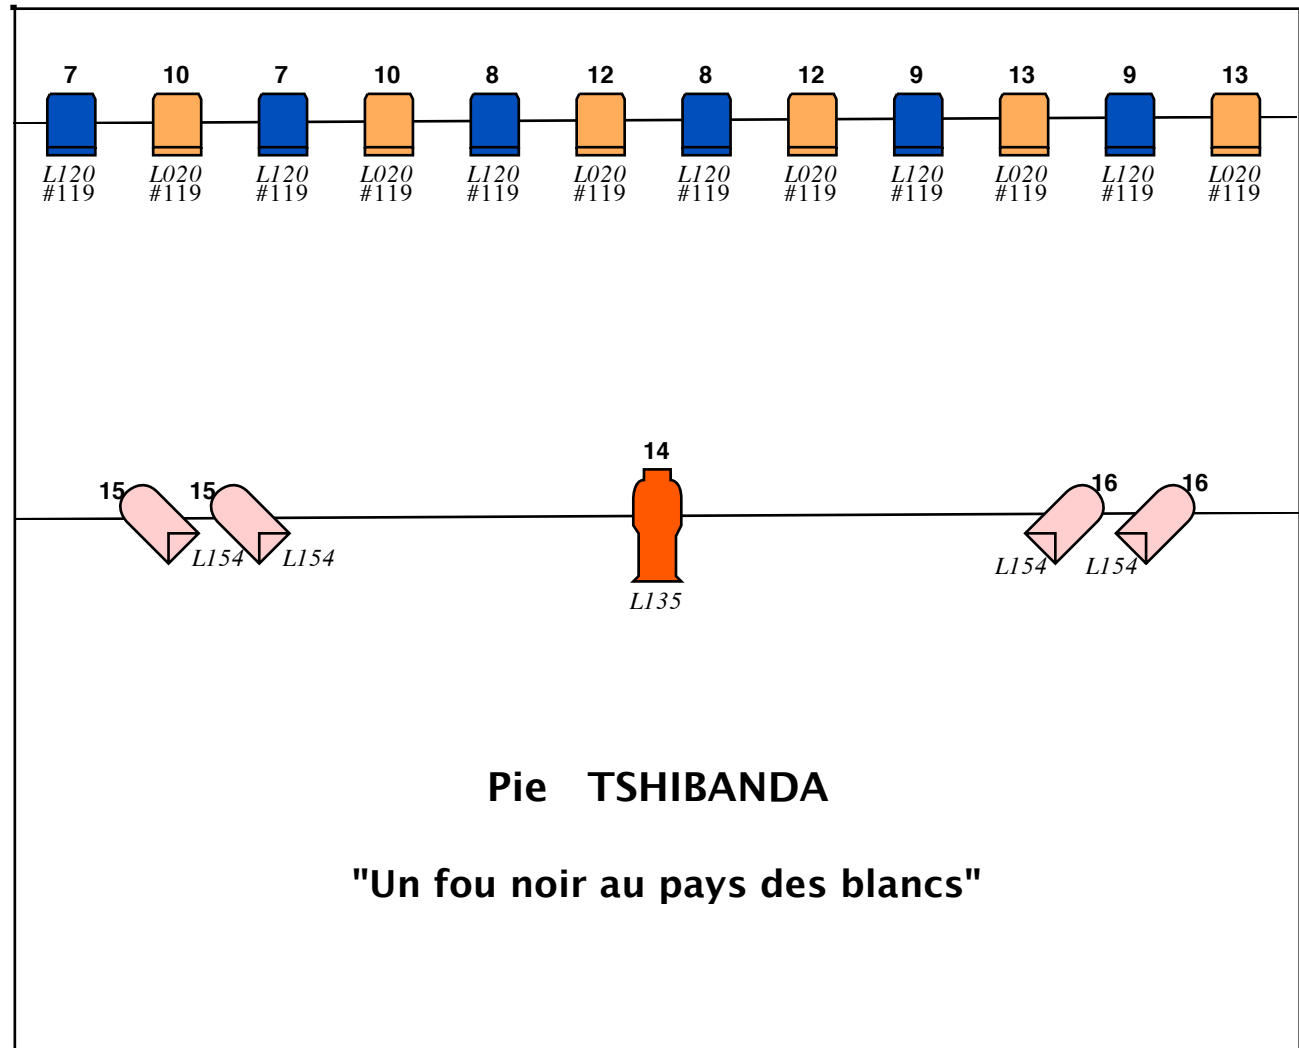 7 10 7 10 8 12 8 12 9 13 9 13
L120 L020 L120 L020 L120 L020 L120 L020 L120 L020 L120 L020
#119 #119 #119 #119 #119 #119 #119 #119 #119 #119 #119 #119
14
15 15 16 16
L154 L154 L154 L154
L135
Pie TSHIBANDA
"Un fou noir au pays des blancs"